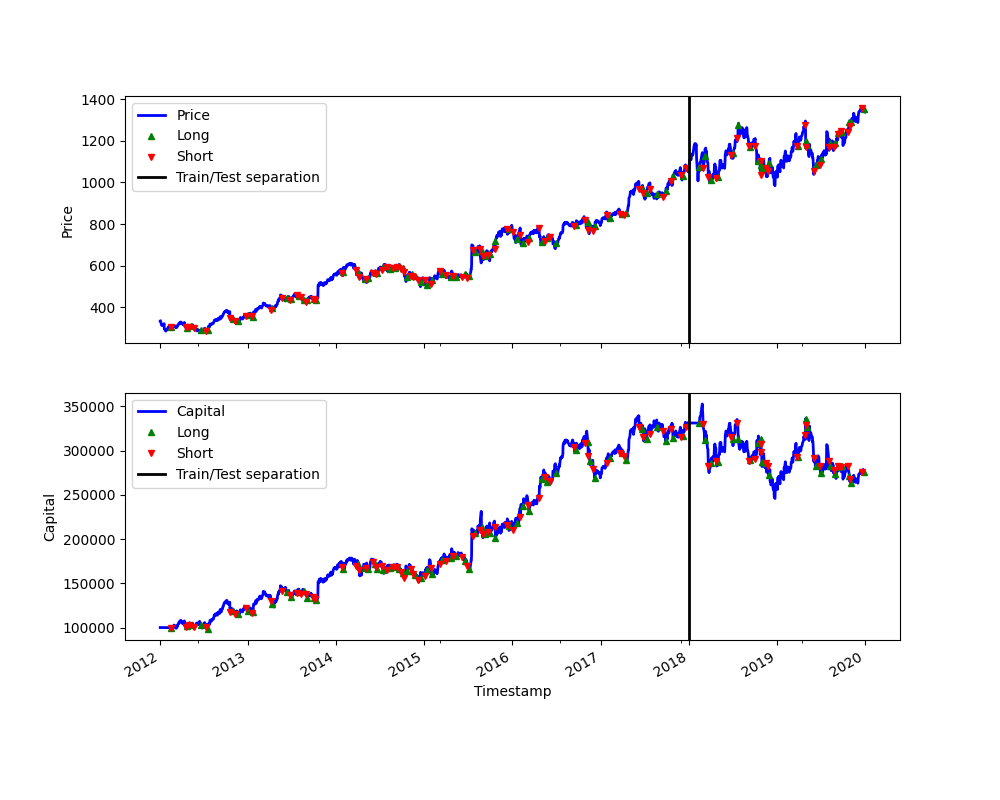 1400
1200
1000
800
600
400
Price
Price
Long
Short
Train/Test separation
350000
300000
250000
200000
150000
100000
Capital
Capital
Long
Short
Train/Test separation
2012 2013 2014 2015 2016 2017 2018 2019 2020
Timestamp